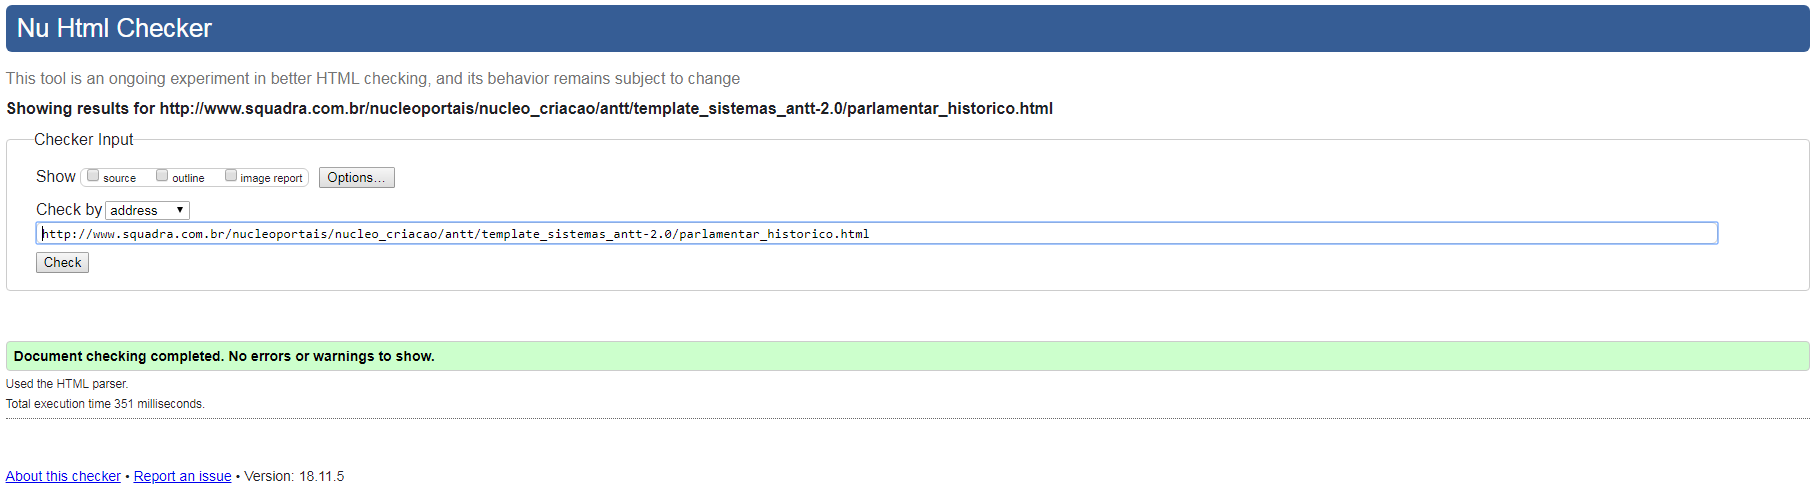 Nu Html Checker
This tool is an ongoing experiment in better HTML checking, and its behavior remains subject to change
Showing results for http://www.squadra.com.br/nucleoportais/nucleo_criacao/antt/template_sistemas_antt-2.0/parlamentar_historico.html
Checker Input
Show source outline image report Options...
Check by address
http://www.squadra.com.br/nucleoportais/nucleo_criacao/antt/template_sistemas_antt-2.0/parlamentar_historico.html
Check
Document checking completed. No errors or warnings to show.
Used the HTML parser.
Total execution time 351 milliseconds.
About this checker • Report an issue • Version: 18.11.5